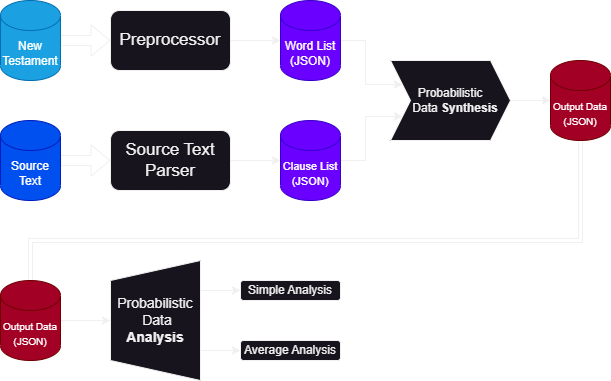 New
Testament
Preprocessor
Word List
(JSON)
Probabilistic
Data Synthesis
Output Data
(JSON)
Source
Text
Source Text
Parser
Clause List
(JSON)
Output Data
(JSON)
Probabilistic
Data
Analysis
Simple Analysis
Average Analysis